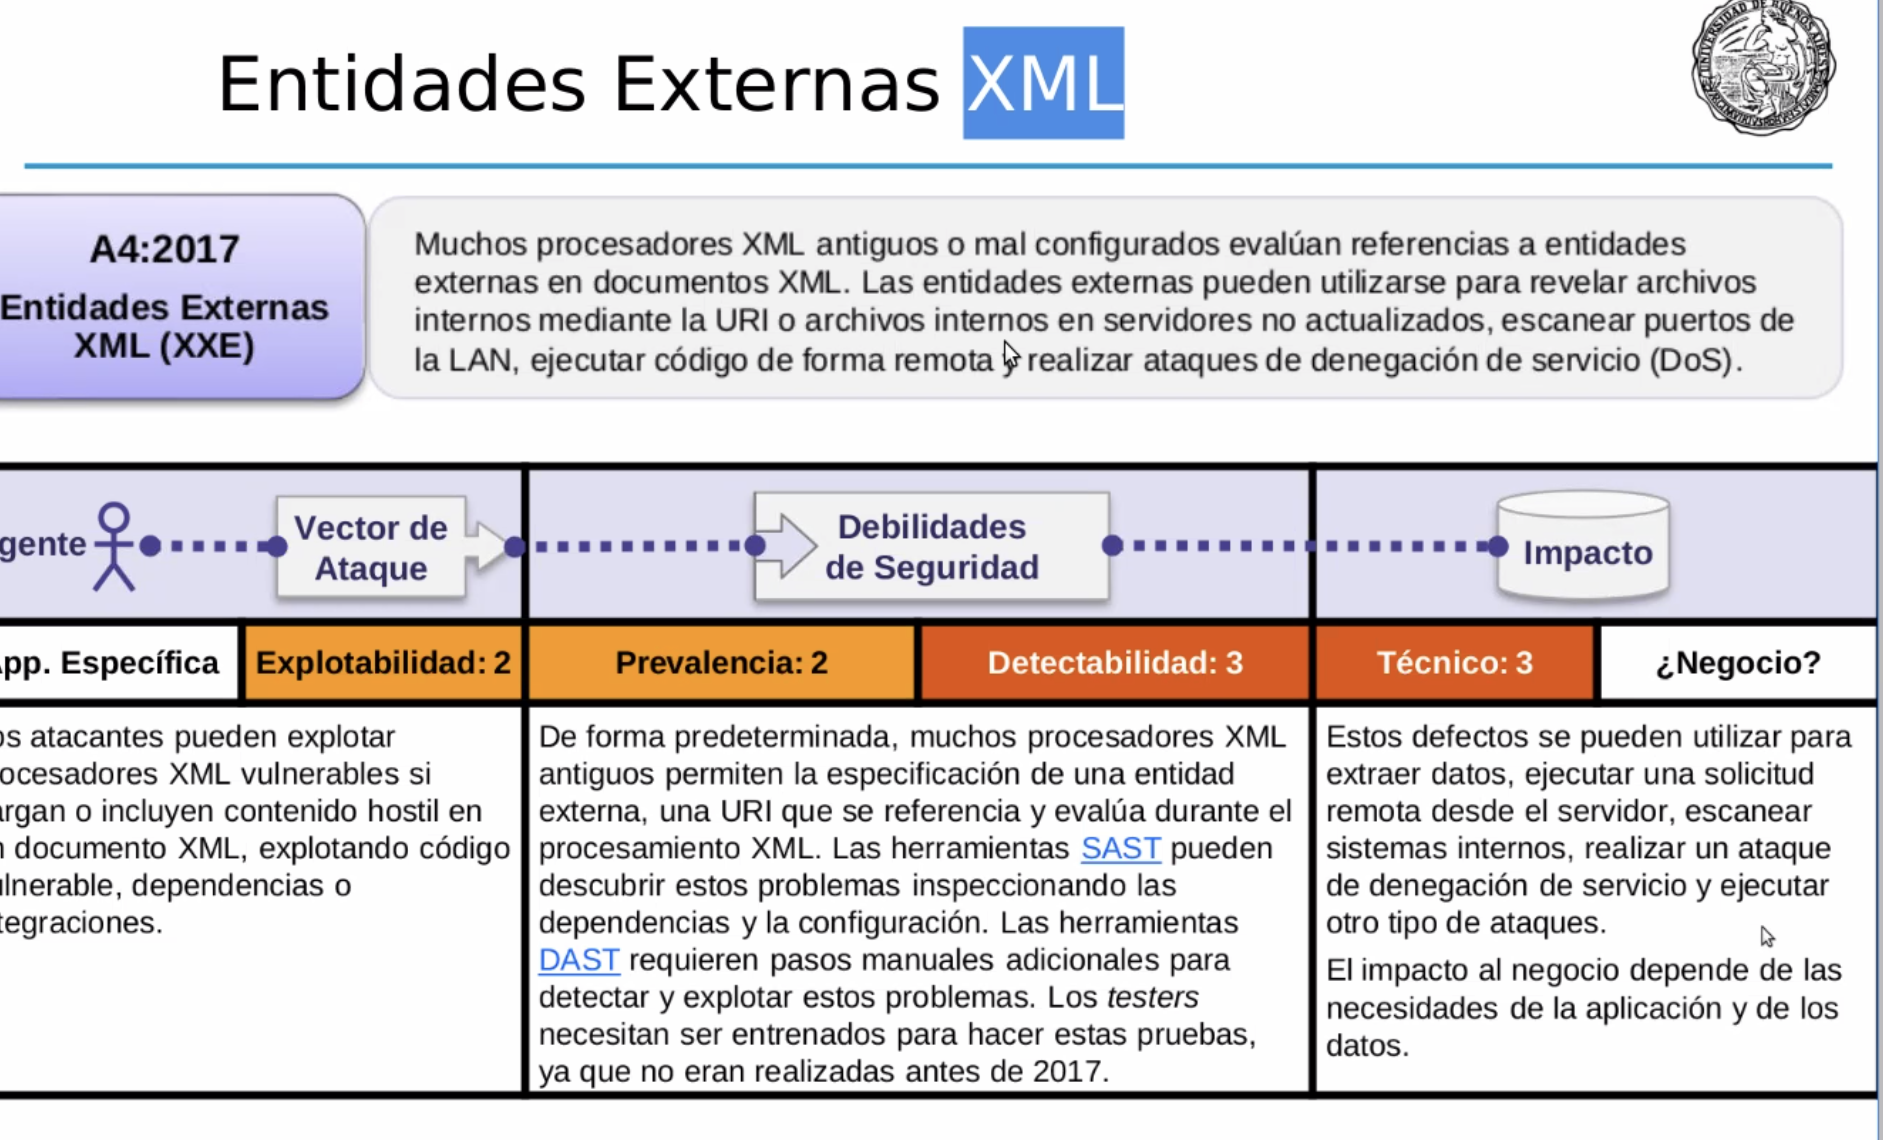 Entidades Externas XML
UNIVERSIDAD DE BUENOS AIRES
A4:2017
Entidades Externas
XML (XXE)
Muchos procesadores XML antiguos o mal configurados evalúan referencias a entidades
externas en documentos XML. Las entidades externas pueden utilizarse para revelar archivos
internos mediante la URI o archivos internos en servidores no actualizados, escanear puertos de
la LAN, ejecutar código de forma remota y realizar ataques de denegación de servicio (DoS).
gente
Vector de
Ataque
Debilidades
de Seguridad
Impacto
pp. Específica
Explotabilidad: 2
Prevalencia: 2
Detectabilidad: 3
Técnico: 3
¿Negocio?
os atacantes pueden explotar
ocesadores XML vulnerables si
argan o incluyen contenido hostil en
n documento XML, explotando código
ulnerable, dependencias o
tegraciones.
De forma predeterminada, muchos procesadores XML
antiguos permiten la especificación de una entidad
externa, una URI que se referencia y evalúa durante el
procesamiento XML. Las herramientas SAST pueden
descubrir estos problemas inspeccionando las
dependencias y la configuración. Las herramientas
DAST requieren pasos manuales adicionales para
detectar y explotar estos problemas. Los testers
necesitan ser entrenados para hacer estas pruebas,
ya que no eran realizadas antes de 2017.
Estos defectos se pueden utilizar para
extraer datos, ejecutar una solicitud
remota desde el servidor, escanear
sistemas internos, realizar un ataque
de denegación de servicio y ejecutar
otro tipo de ataques.
El impacto al negocio depende de las
necesidades de la aplicación y de los
datos.